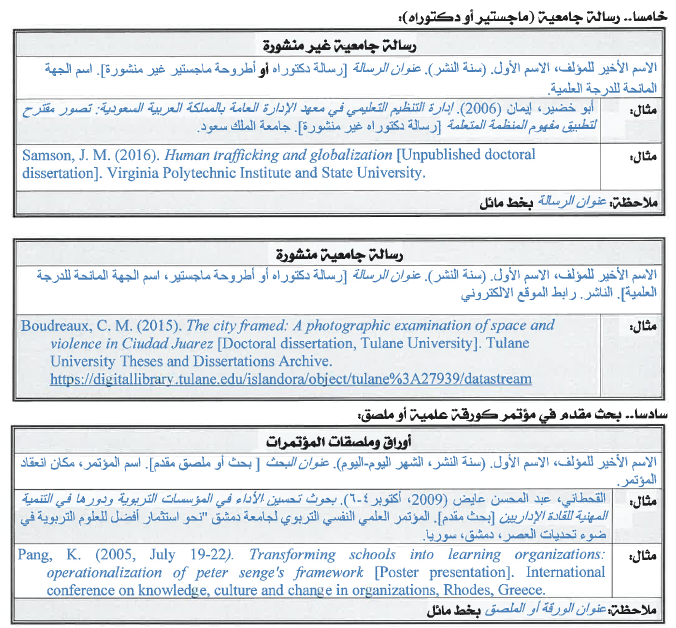 خامسا.. رسالة جامعية (ماجستير أو دكتوراه):
رسالة جامعية غير منشورة
الاسم الأخير للمؤلف، الاسم الأول. (سنة النشر). عنوان الرسالة [رسالة دكتوراه أو أطروحة ماجستير غير منشورة]. اسم الجهة
المانحة للدرجة العلمية.
مثال: أبو خضير، إيمان (2006). إدارة التنظيم التعليمي في معهد الإدارة العامة بالمملكة العربية السعودية: تصور مقترح
لتطبيق مفهوم المنظمة المتعلمة [رسالة دكتوراه غير منشورة]. جامعة الملك سعود.
مثال: Samson, J. M. (2016). Human trafficking and globalization [Unpublished doctoral
dissertation]. Virginia Polytechnic Institute and State University.
ملاحظة: عنوان الرسالة بخط مائل
رسالة جامعية منشورة
الاسم الأخير للمؤلف، الاسم الأول. (سنة النشر). عنوان الرسالة [رسالة دكتوراه أو أطروحة ماجستير، اسم الجهة المانحة للدرجة
العلمية]. الناشر. رابط الموقع الالكتروني
مثال: Boudreaux, C. M. (2015). The city framed: A photographic examination of space and
violence in Ciudad Juarez [Doctoral dissertation, Tulane University]. Tulane
University Theses and Dissertations Archive.
https://digitallibrary.tulane.edu/islandora/object/tulane%3A27939/datastream
سادسا.. بحث مقدم في مؤتمر كورقة علمية أو ملصق:
أوراق وملصقات المؤتمرات
الاسم الأخير للمؤلف، الاسم الأول. (سنة النشر، الشهر اليوم-اليوم). عنوان البحث [ بحث أو ملصق مقدم]. اسم المؤتمر، مكان انعقاد
المؤتمر.
مثال: القحطاني، عبد المحسن عايض (2009، أكتوبر ٤-٦). بحوث تحسين الأداء في المؤسسات التربوية ودورها في التنمية
المهنية للقادة الإداريين [بحث مقدم]. المؤتمر العلمي النفسي التربوي لجامعة دمشق "نحو استثمار أفضل للعلوم التربوية في
ضوء تحديات العصر، دمشق، سوريا.
مثال: Pang, K. (2005, July 19-22). Transforming schools into learning organizations:
operationalization of peter senge's framework [Poster presentation]. International
conference on knowledge, culture and change in organizations, Rhodes, Greece.
ملاحظة: عنوان الورقة أو الملصق بخط مائل